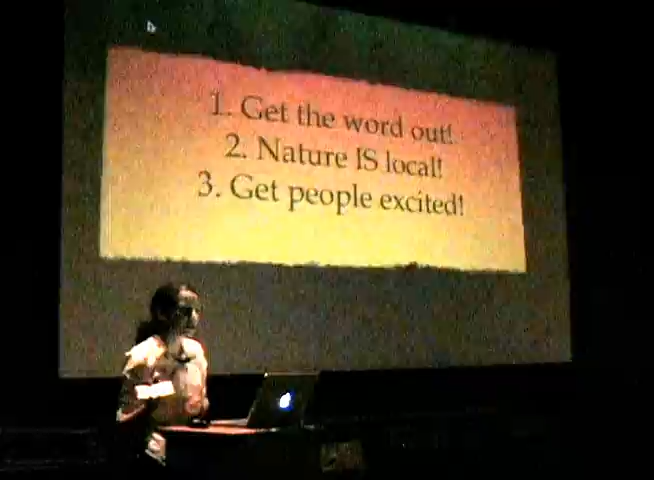 1. Get the word out!
2. Nature IS local!
3. Get people excited!